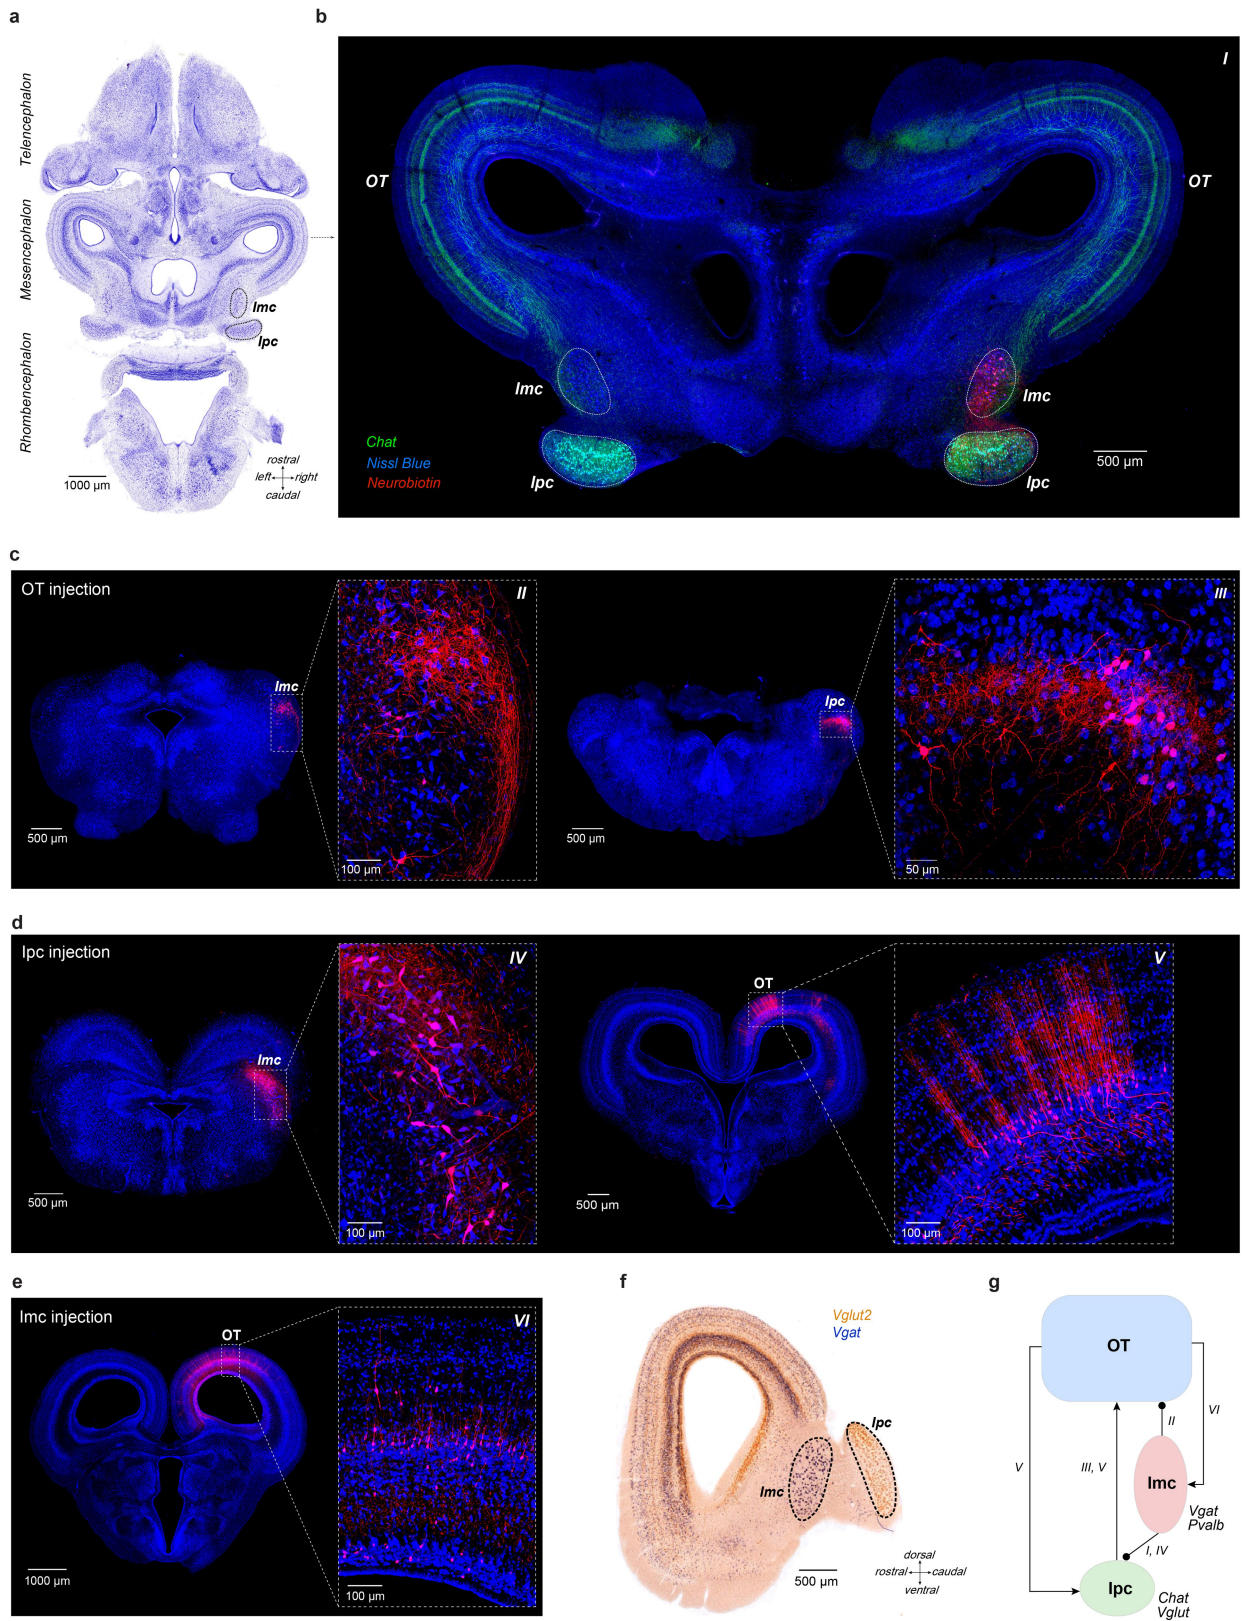 a
Telencephalon
Mesencephalon
Rhombencephalon
Imc
Ipc
1000 µm
rostral
left
right
caudal
b
I
OT
OT
Imc
Imc
Ipc
Ipc
Chat
Nissl Blue
Neurobiotin
500 µm
c
OT injection
Imc
500 µm
II
100 µm
Ipc
500 µm
III
50 µm
d
Ipc injection
Imc
500 µm
IV
100 µm
OT
500 µm
V
100 µm
e
Imc injection
OT
1000 µm
VI
100 µm
f
Vglut2
Vgat
Ipc
Imc
500 µm
dorsal
rostral
caudal
ventral
g
OT
II
VI
V
III, V
Imc
Vgat
Pvalb
I, IV
Ipc
Chat
Vglut